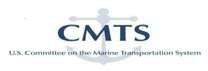 CMTS
U.S. Committee on the Marine Transportation System